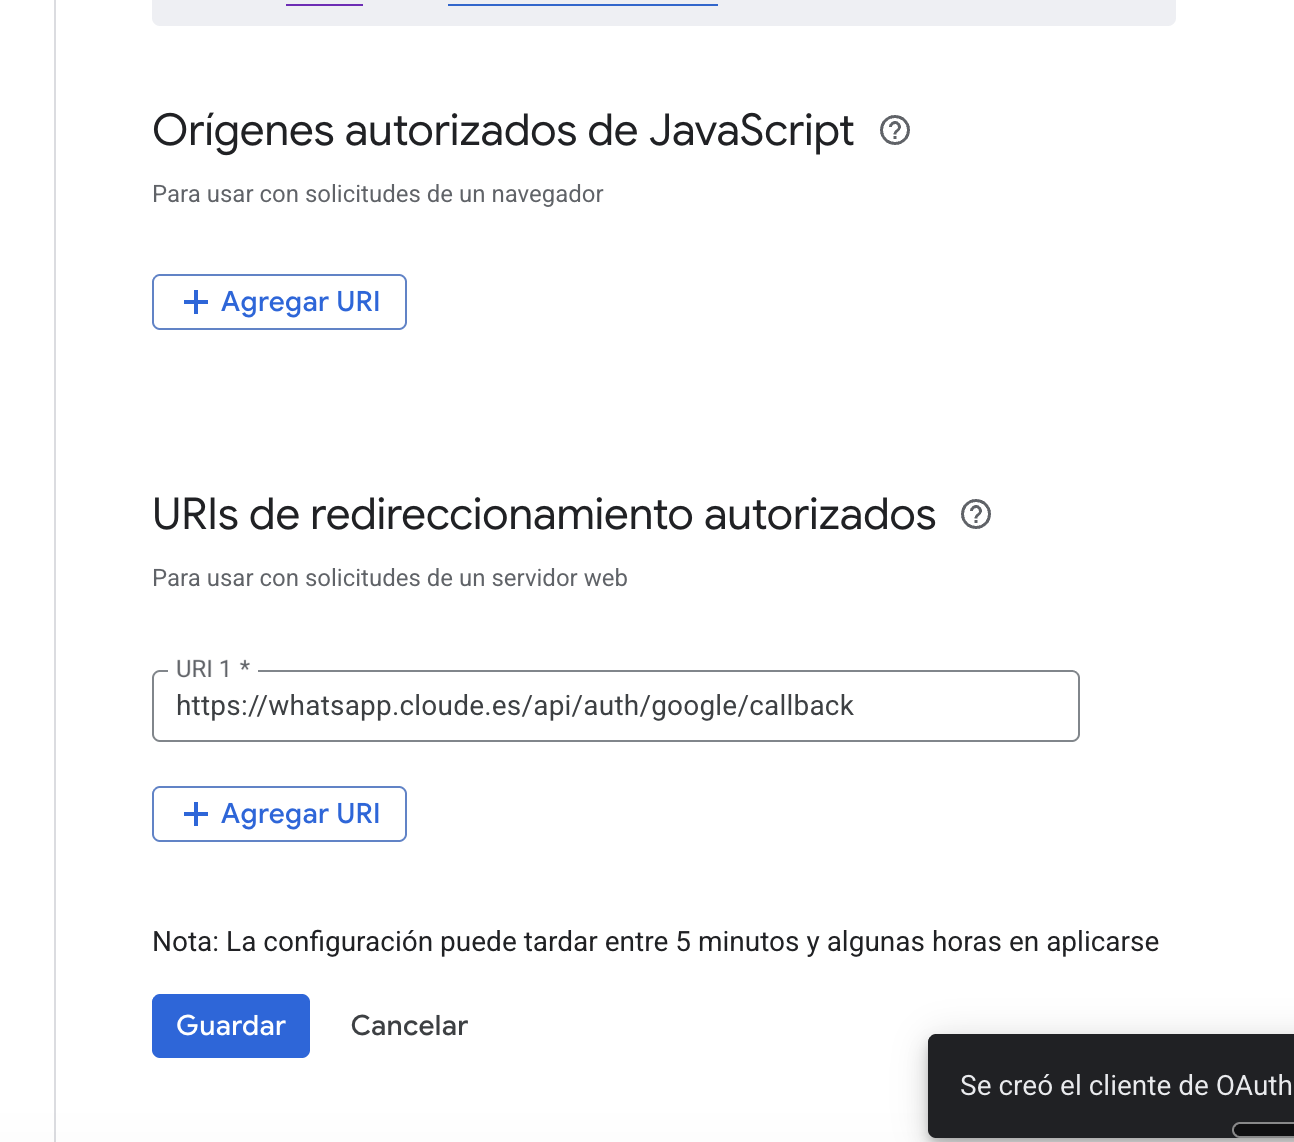 Orígenes autorizados de JavaScript
Para usar con solicitudes de un navegador
+ Agregar URI
URIs de redireccionamiento autorizados
Para usar con solicitudes de un servidor web
URI 1 *
https://whatsapp.cloude.es/api/auth/google/callback
+ Agregar URI
Nota: La configuración puede tardar entre 5 minutos y algunas horas en aplicarse
Guardar Cancelar
Se creó el cliente de OAuth